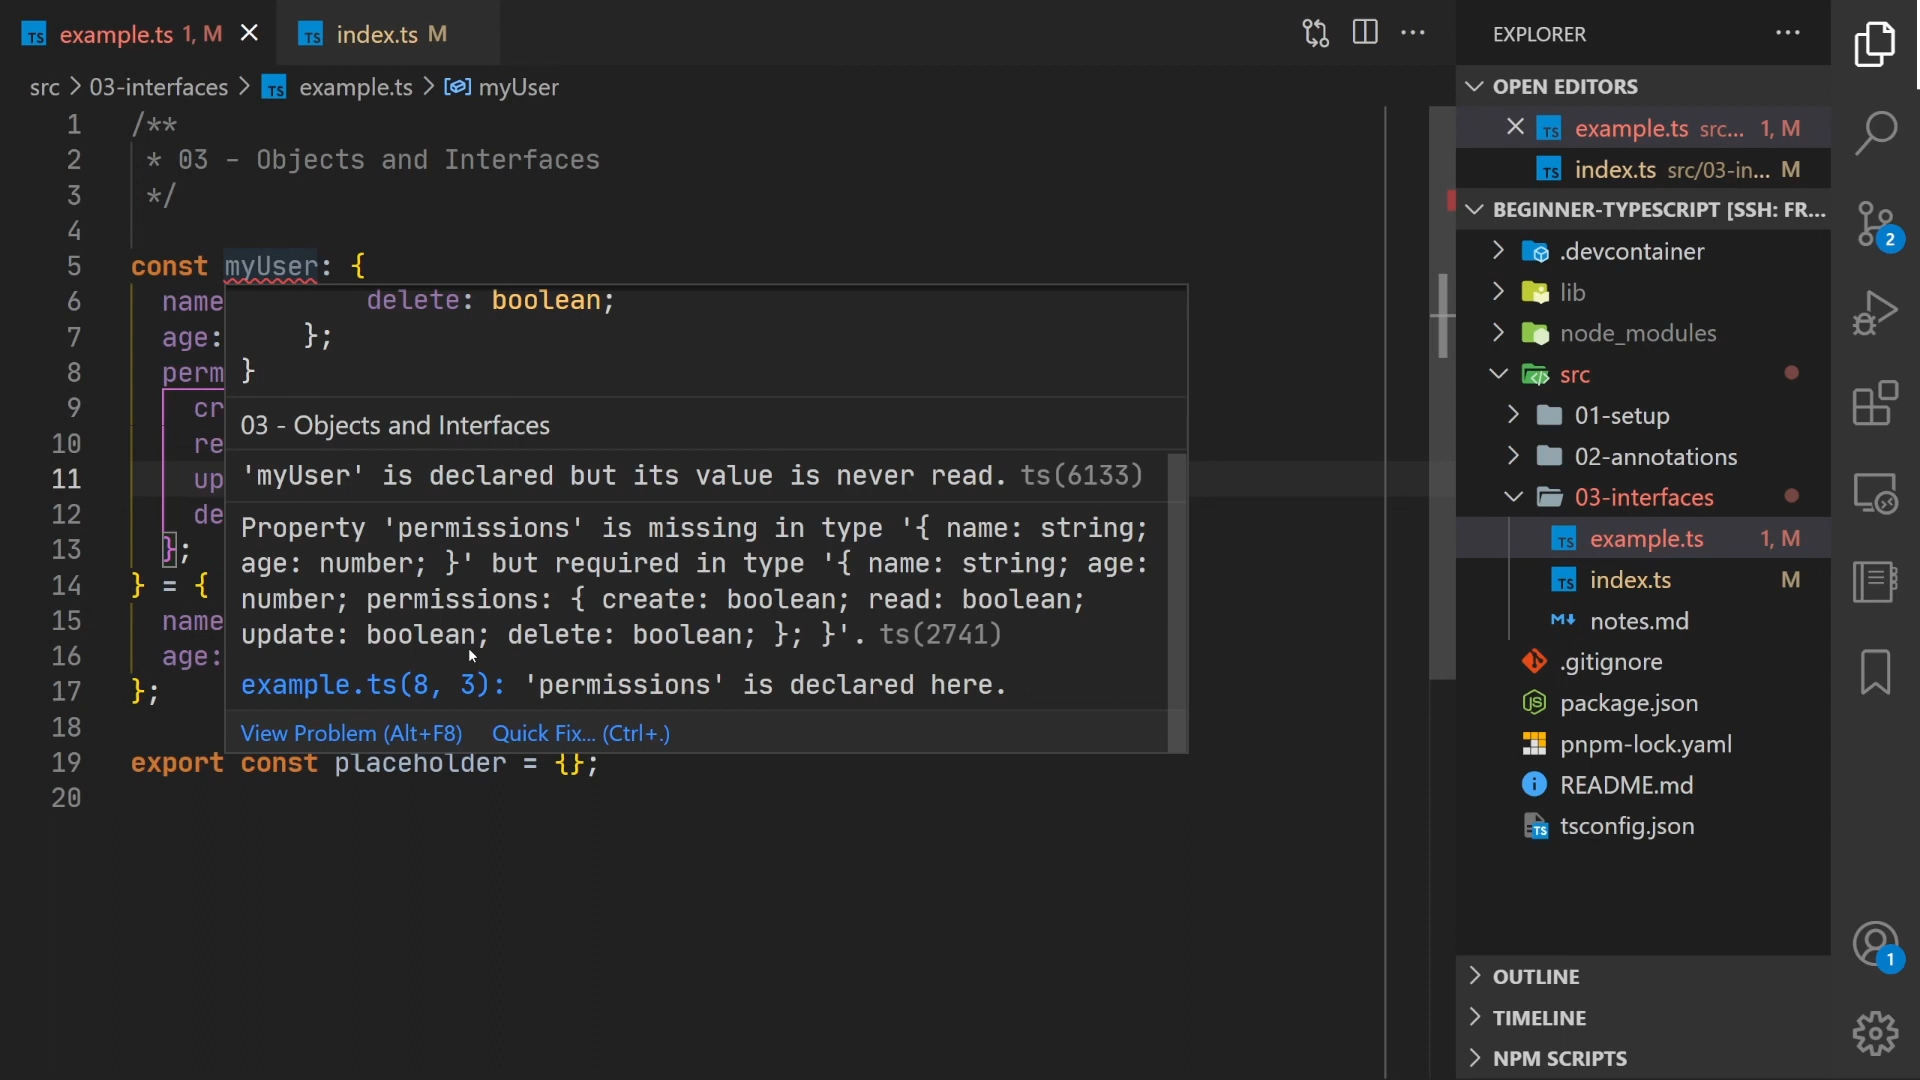 example.ts 1, M
index.ts M
src > 03-interfaces > TS example.ts > myUser
1 /**
2 * 03 - Objects and Interfaces
3 */
4
5 const myUser: {
6 name
7 age:
8 perm
9 cr
10 re
11 up
12 de
13 };
14 } = {
15 name
16 age:
17 };
18
19 export const placeholder = {};
20
delete: boolean;
};
}
03 - Objects and Interfaces
'myUser' is declared but its value is never read. ts(6133)
Property 'permissions' is missing in type '{ name: string;
age: number; }' but required in type '{ name: string; age:
number; permissions: { create: boolean; read: boolean;
update: boolean; delete: boolean; }; }'. ts(2741)
example.ts(8, 3): 'permissions' is declared here.
View Problem (Alt+F8) Quick Fix... (Ctrl+.)
EXPLORER
OPEN EDITORS
TS example.ts src... 1, M
TS index.ts src/03-in... M
BEGINNER-TYPESCRIPT [SSH: FR...
.devcontainer
lib
node_modules
src
01-setup
02-annotations
03-interfaces
TS example.ts 1, M
TS index.ts M
notes.md
.gitignore
package.json
pnpm-lock.yaml
README.md
tsconfig.json
OUTLINE
TIMELINE
NPM SCRIPTS
2
1